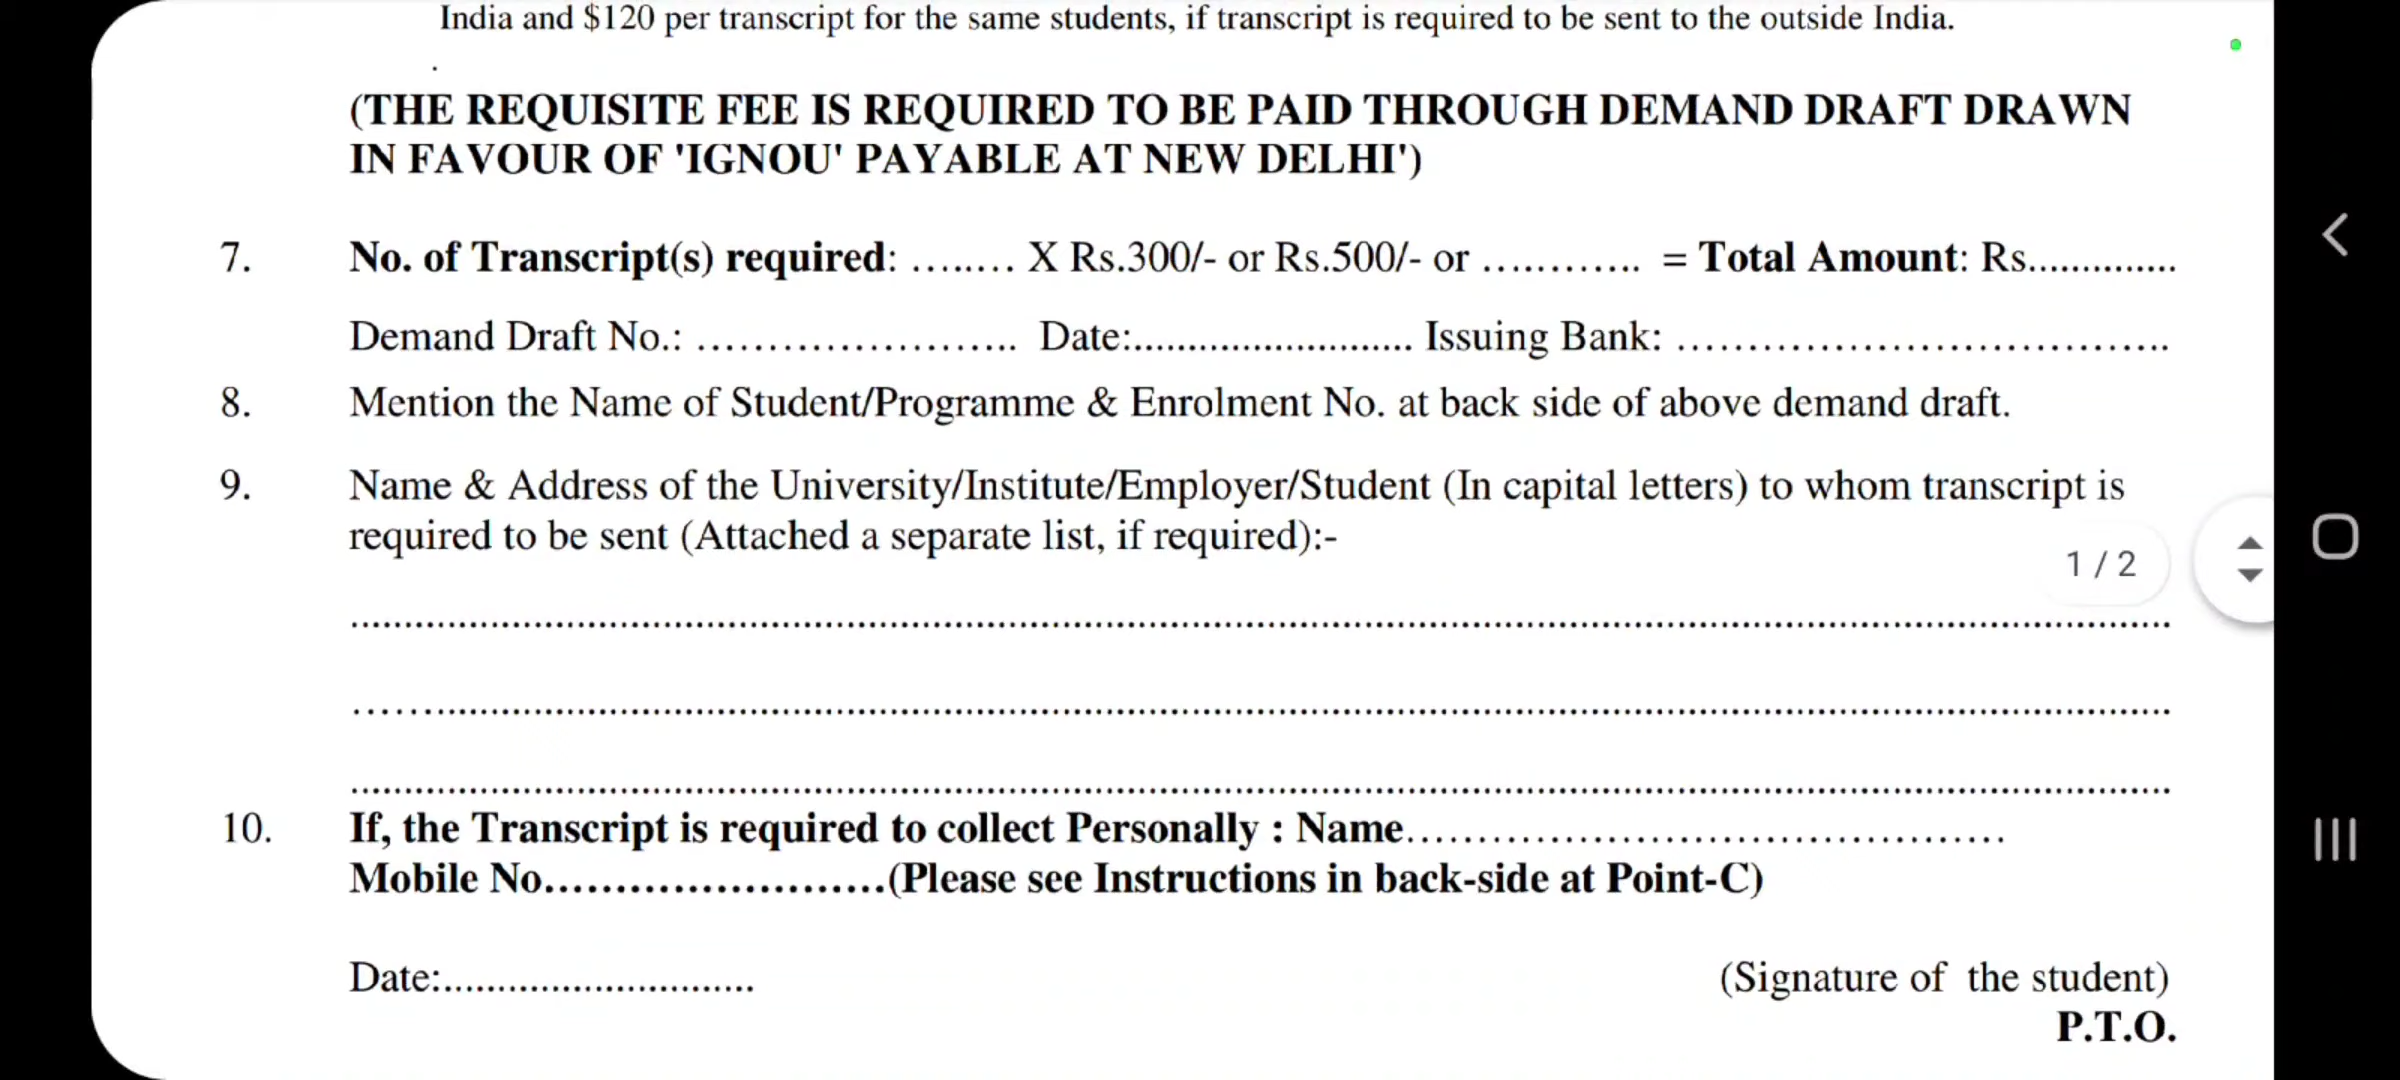 India and $120 per transcript for the same students, if transcript is required to be sent to the outside India.
.
(THE REQUISITE FEE IS REQUIRED TO BE PAID THROUGH DEMAND DRAFT DRAWN
IN FAVOUR OF 'IGNOU' PAYABLE AT NEW DELHI')
7. No. of Transcript(s) required: ........ X Rs.300/- or Rs.500/- or ............ = Total Amount: Rs..............
Demand Draft No.: ....................... Date:.......................... Issuing Bank: ...................................
8. Mention the Name of Student/Programme & Enrolment No. at back side of above demand draft.
9. Name & Address of the University/Institute/Employer/Student (In capital letters) to whom transcript is
required to be sent (Attached a separate list, if required):-
1 / 2
................................................................................
................................................................................
................................................................................
10. If, the Transcript is required to collect Personally : Name..........................................
Mobile No........................(Please see Instructions in back-side at Point-C)
Date:............................. (Signature of the student)
P.T.O.